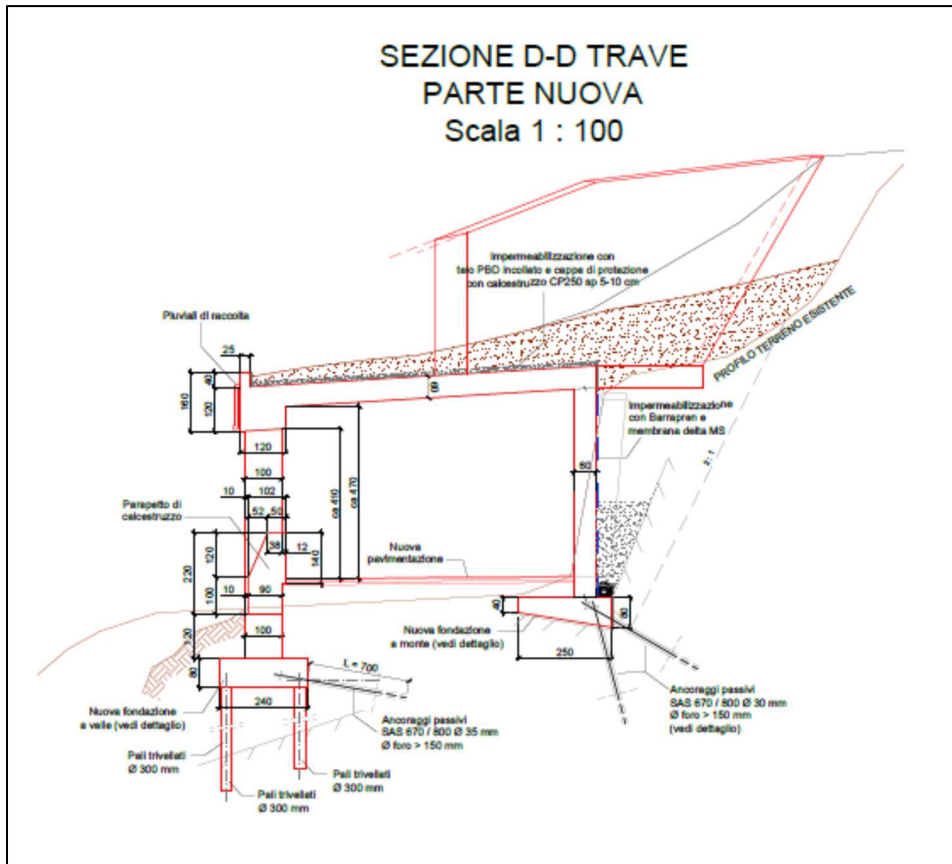 SEZIONE D-D TRAVE
PARTE NUOVA
Scala 1 : 100
Impermeabilizzazione con
telo PBD incollato e cappa di protezione
con calcestruzzo CP250 sp 5-10 cm
Pluviali di raccolta
PROFILO TERRENO ESISTENTE
25
40
160
120
60
Impermeabilizzazione
con Barrapren e
membrana delta MS
2:1
120
100
60
10
102
ca 410
ca 470
Parapetto di
calcestruzzo
52
50
38
12
Nuova
pavimentazione
120
220
140
100
10
90
40
80
Nuova fondazione
a monte (vedi dettaglio)
120
100
250
80
L = 700
240
Nuova fondazione
a valle (vedi dettaglio)
Ancoraggi passivi
SAS 670 / 800 Ø 30 mm
Ø foro > 150 mm
(vedi dettaglio)
Ancoraggi passivi
SAS 670 / 800 Ø 35 mm
Ø foro > 150 mm
Pali trivellati
Ø 300 mm
Pali trivellati
Ø 300 mm
Pali trivellati
Ø 300 mm